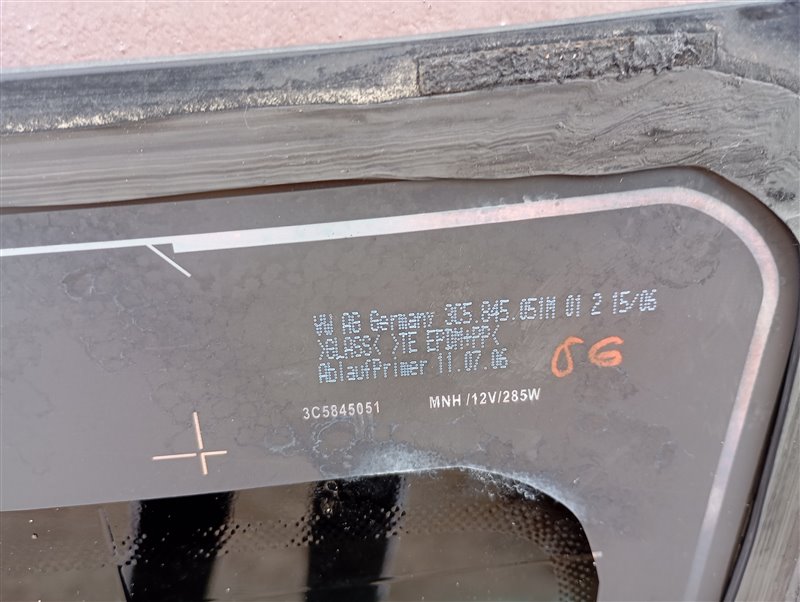 VW AG Germany 3C5.845.051M 01 2 15/06
>GLASS< >TE EPDM+PP<
AblaufPrimer 11.07.06
06
3C5845051 MNH /12V/285W